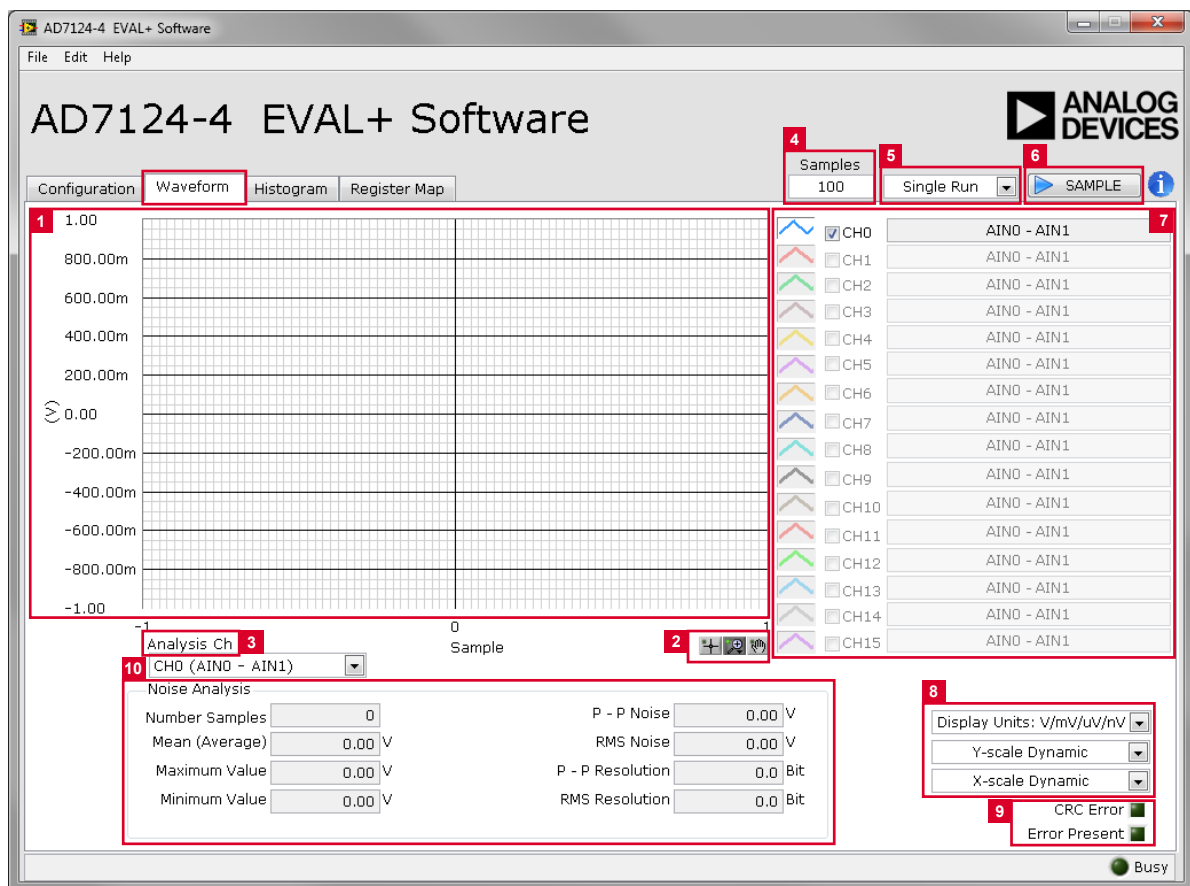 AD7124-4 EVAL+ Software
File Edit Help
AD7124-4 EVAL+ Software
ANALOG
DEVICES
4
5
6
Samples
100
Single Run
SAMPLE
i
Configuration
Waveform
Histogram
Register Map
1
1.00
800.00m
600.00m
400.00m
200.00m
(V)
0.00
-200.00m
-400.00m
-600.00m
-800.00m
-1.00
-1
0
1
Sample
7
CH0 AIN0 - AIN1
CH1 AIN0 - AIN1
CH2 AIN0 - AIN1
CH3 AIN0 - AIN1
CH4 AIN0 - AIN1
CH5 AIN0 - AIN1
CH6 AIN0 - AIN1
CH7 AIN0 - AIN1
CH8 AIN0 - AIN1
CH9 AIN0 - AIN1
CH10 AIN0 - AIN1
CH11 AIN0 - AIN1
CH12 AIN0 - AIN1
CH13 AIN0 - AIN1
CH14 AIN0 - AIN1
CH15 AIN0 - AIN1
Analysis Ch 3
2
10
CH0 (AIN0 - AIN1)
Noise Analysis
Number Samples 0
Mean (Average) 0.00 V
Maximum Value 0.00 V
Minimum Value 0.00 V
P - P Noise 0.00 V
RMS Noise 0.00 V
P - P Resolution 0.0 Bit
RMS Resolution 0.0 Bit
8
Display Units: V/mV/uV/nV
Y-scale Dynamic
X-scale Dynamic
9
CRC Error
Error Present
Busy